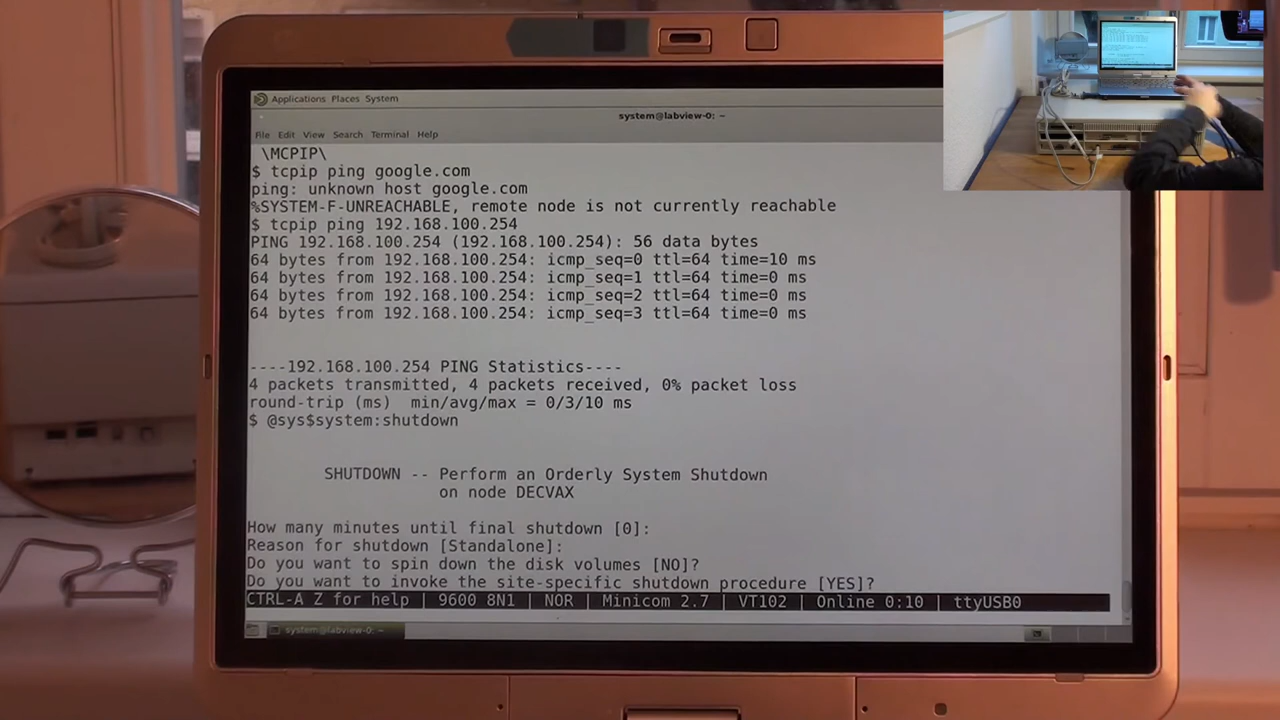 Applications Places System
system@labview-0: ~
File Edit View Search Terminal Help
\MCPIP\
$ tcpip ping google.com
ping: unknown host google.com
%SYSTEM-F-UNREACHABLE, remote node is not currently reachable
$ tcpip ping 192.168.100.254
PING 192.168.100.254 (192.168.100.254): 56 data bytes
64 bytes from 192.168.100.254: icmp_seq=0 ttl=64 time=10 ms
64 bytes from 192.168.100.254: icmp_seq=1 ttl=64 time=0 ms
64 bytes from 192.168.100.254: icmp_seq=2 ttl=64 time=0 ms
64 bytes from 192.168.100.254: icmp_seq=3 ttl=64 time=0 ms
----192.168.100.254 PING Statistics----
4 packets transmitted, 4 packets received, 0% packet loss
round-trip (ms)  min/avg/max = 0/3/10 ms
$ @sys$system:shutdown
SHUTDOWN -- Perform an Orderly System Shutdown
on node DECVAX
How many minutes until final shutdown [0]:
Reason for shutdown [Standalone]:
Do you want to spin down the disk volumes [NO]?
Do you want to invoke the site-specific shutdown procedure [YES]?
CTRL-A Z for help | 9600 8N1 | NOR | Minicom 2.7 | VT102 | Online 0:10 | ttyUSB0
system@labview-0: ~